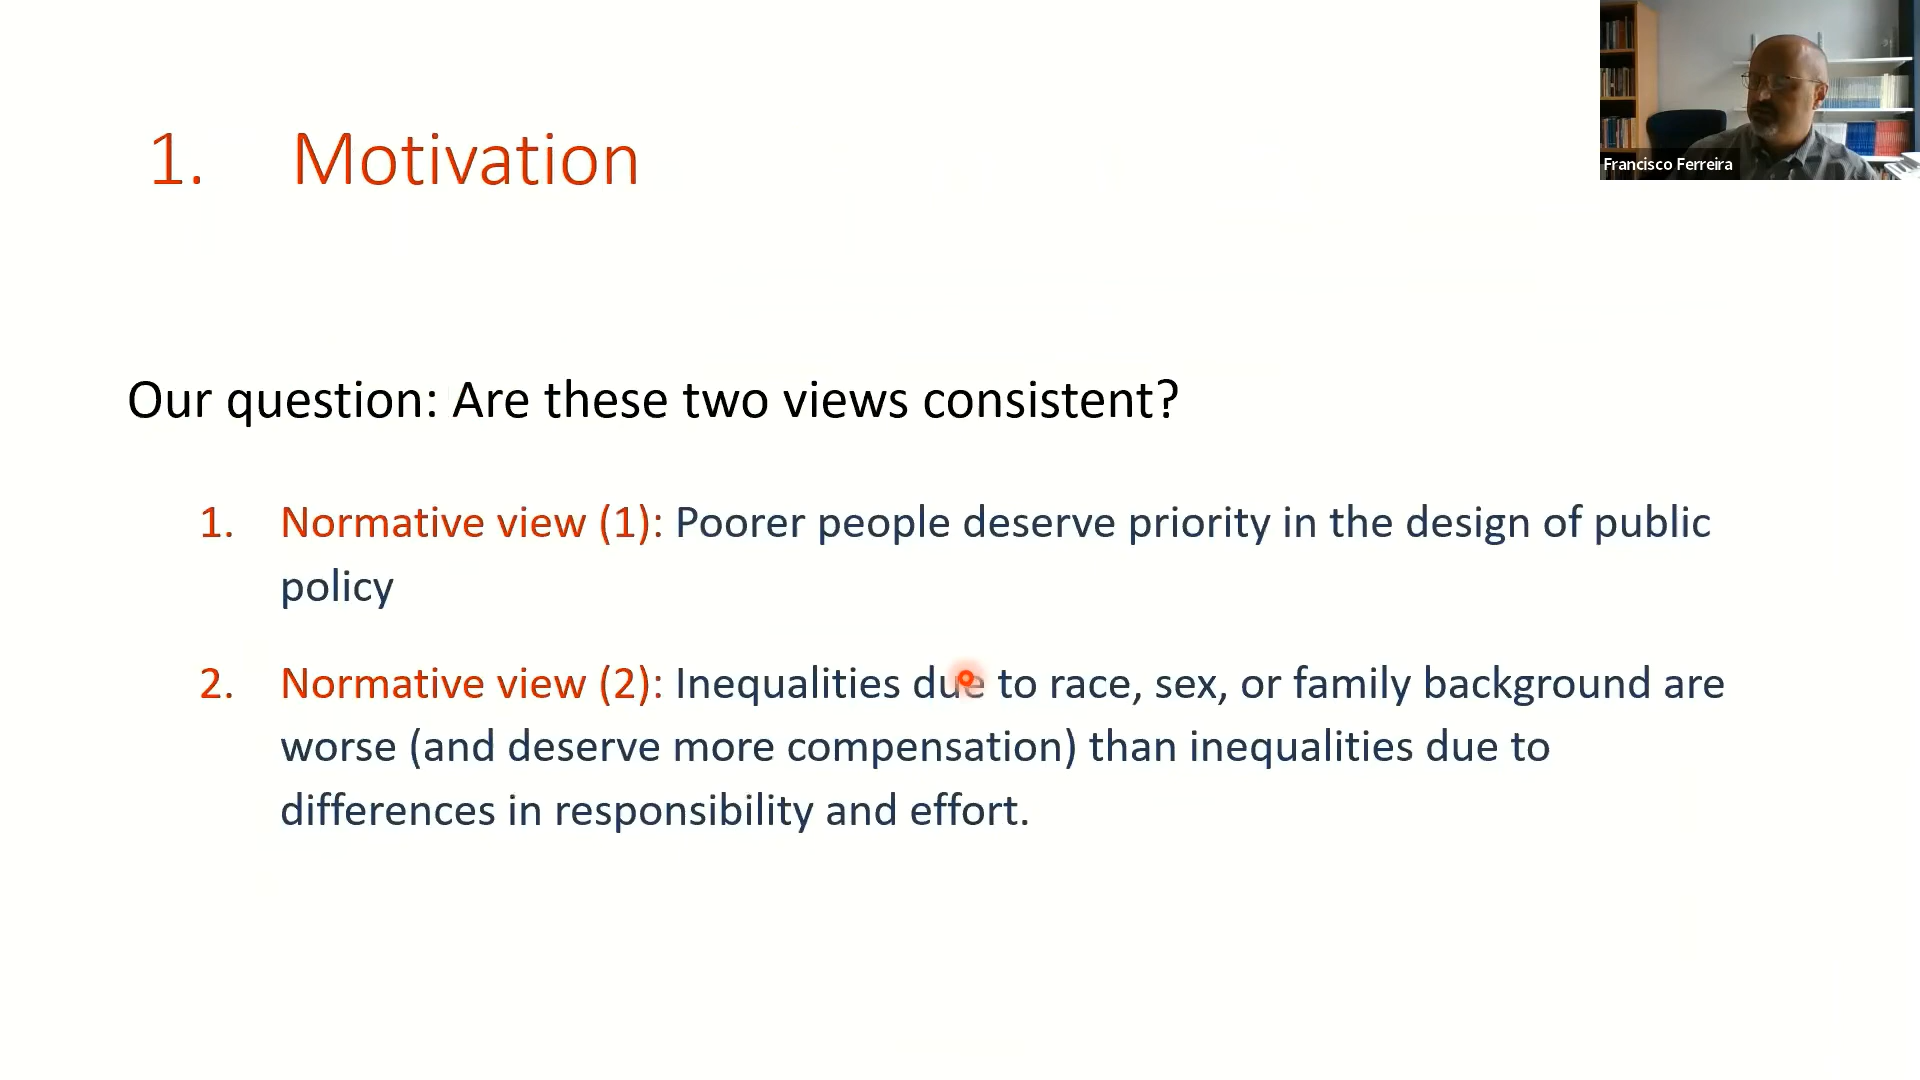 Francisco Ferreira
1. Motivation
Our question: Are these two views consistent?
1. Normative view (1): Poorer people deserve priority in the design of public
policy
2. Normative view (2): Inequalities due to race, sex, or family background are
worse (and deserve more compensation) than inequalities due to
differences in responsibility and effort.